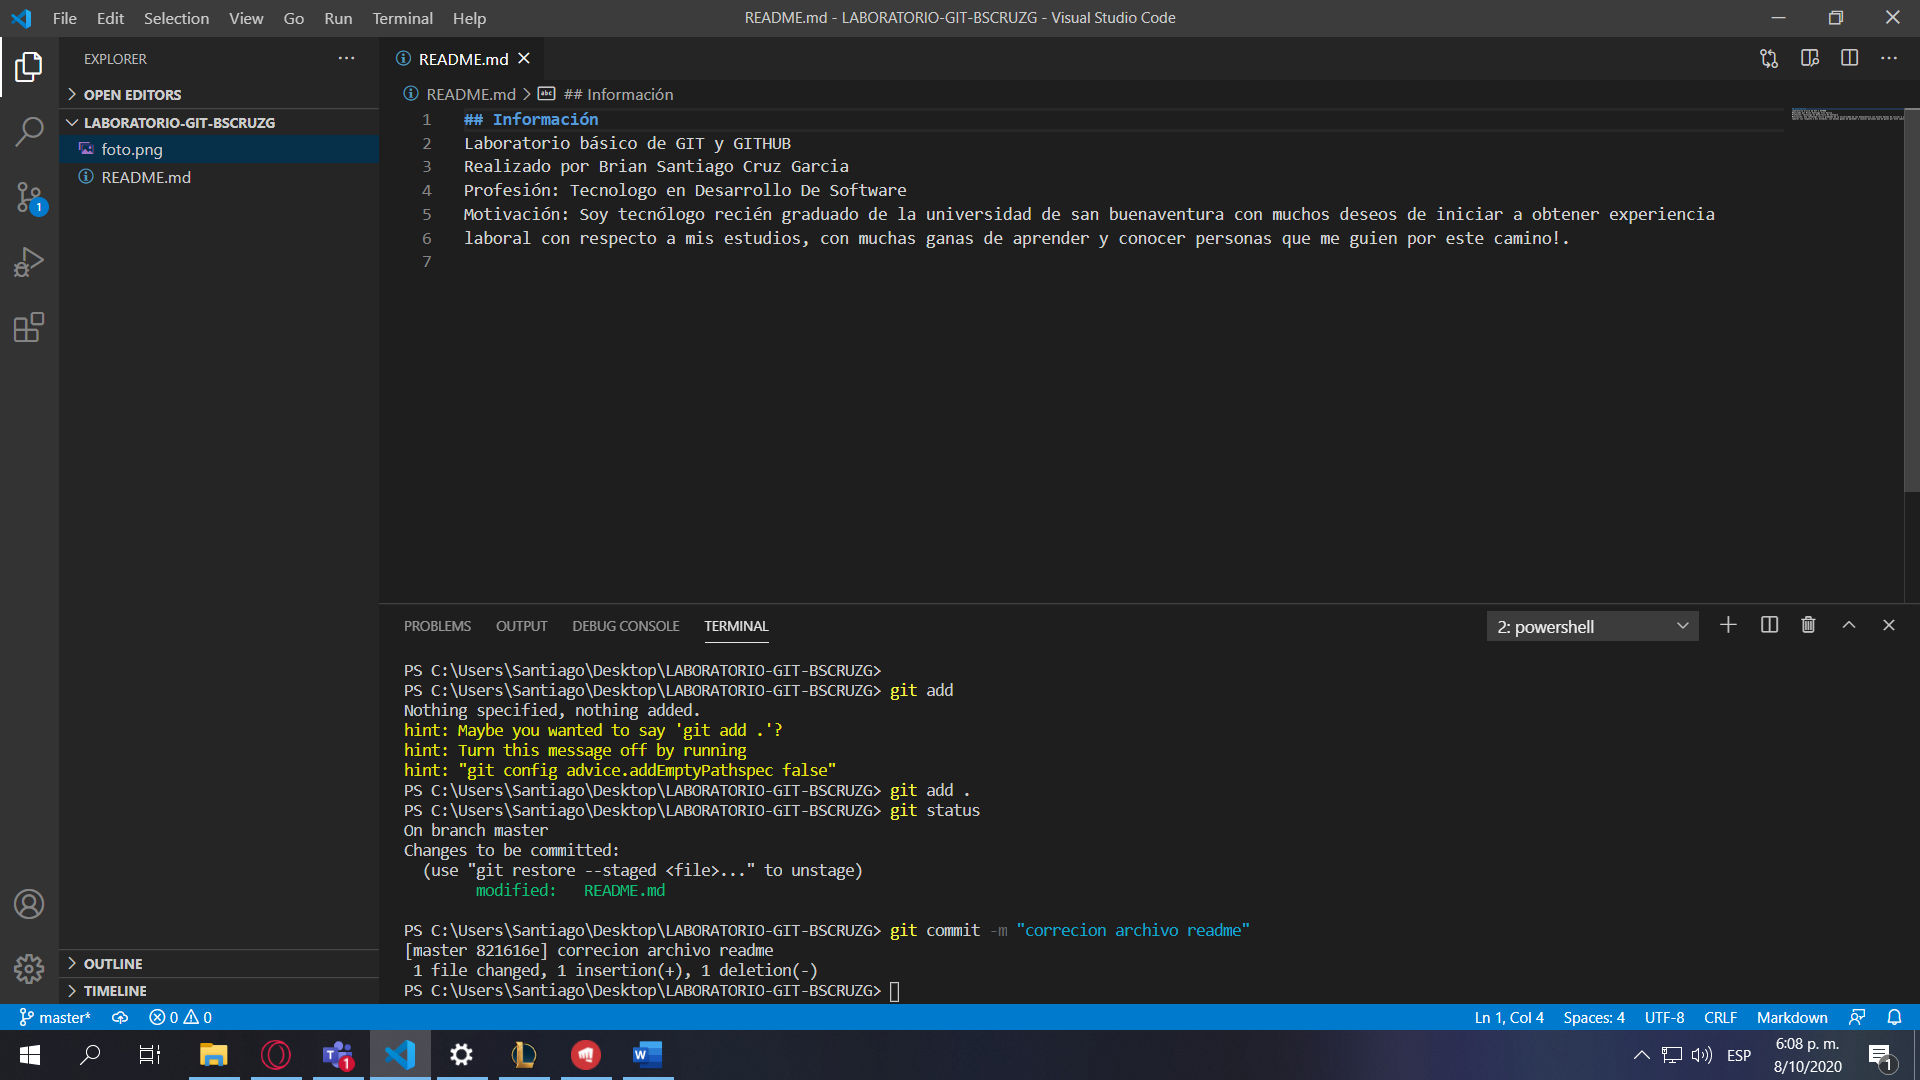 File Edit Selection View Go Run Terminal Help
README.md - LABORATORIO-GIT-BSCRUZG - Visual Studio Code
EXPLORER
OPEN EDITORS
LABORATORIO-GIT-BSCRUZG
foto.png
README.md
1
README.md
README.md > ## Información
1 ## Información
2 Laboratorio básico de GIT y GITHUB
3 Realizado por Brian Santiago Cruz Garcia
4 Profesión: Tecnologo en Desarrollo De Software
5 Motivación: Soy tecnólogo recién graduado de la universidad de san buenaventura con muchos deseos de iniciar a obtener experiencia
6 laboral con respecto a mis estudios, con muchas ganas de aprender y conocer personas que me guien por este camino!.
7
PROBLEMS OUTPUT DEBUG CONSOLE TERMINAL
2: powershell
PS C:\Users\Santiago\Desktop\LABORATORIO-GIT-BSCRUZG>
PS C:\Users\Santiago\Desktop\LABORATORIO-GIT-BSCRUZG> git add
Nothing specified, nothing added.
hint: Maybe you wanted to say 'git add .'?
hint: Turn this message off by running
hint: "git config advice.addEmptyPathspec false"
PS C:\Users\Santiago\Desktop\LABORATORIO-GIT-BSCRUZG> git add .
PS C:\Users\Santiago\Desktop\LABORATORIO-GIT-BSCRUZG> git status
On branch master
Changes to be committed:
(use "git restore --staged <file>..." to unstage)
modified: README.md
PS C:\Users\Santiago\Desktop\LABORATORIO-GIT-BSCRUZG> git commit -m "correcion archivo readme"
[master 821616e] correcion archivo readme
1 file changed, 1 insertion(+), 1 deletion(-)
PS C:\Users\Santiago\Desktop\LABORATORIO-GIT-BSCRUZG>
OUTLINE
TIMELINE
master* 0 0
Ln 1, Col 4 Spaces: 4 UTF-8 CRLF Markdown
T 1
W
ESP
6:08 p. m.
8/10/2020
1